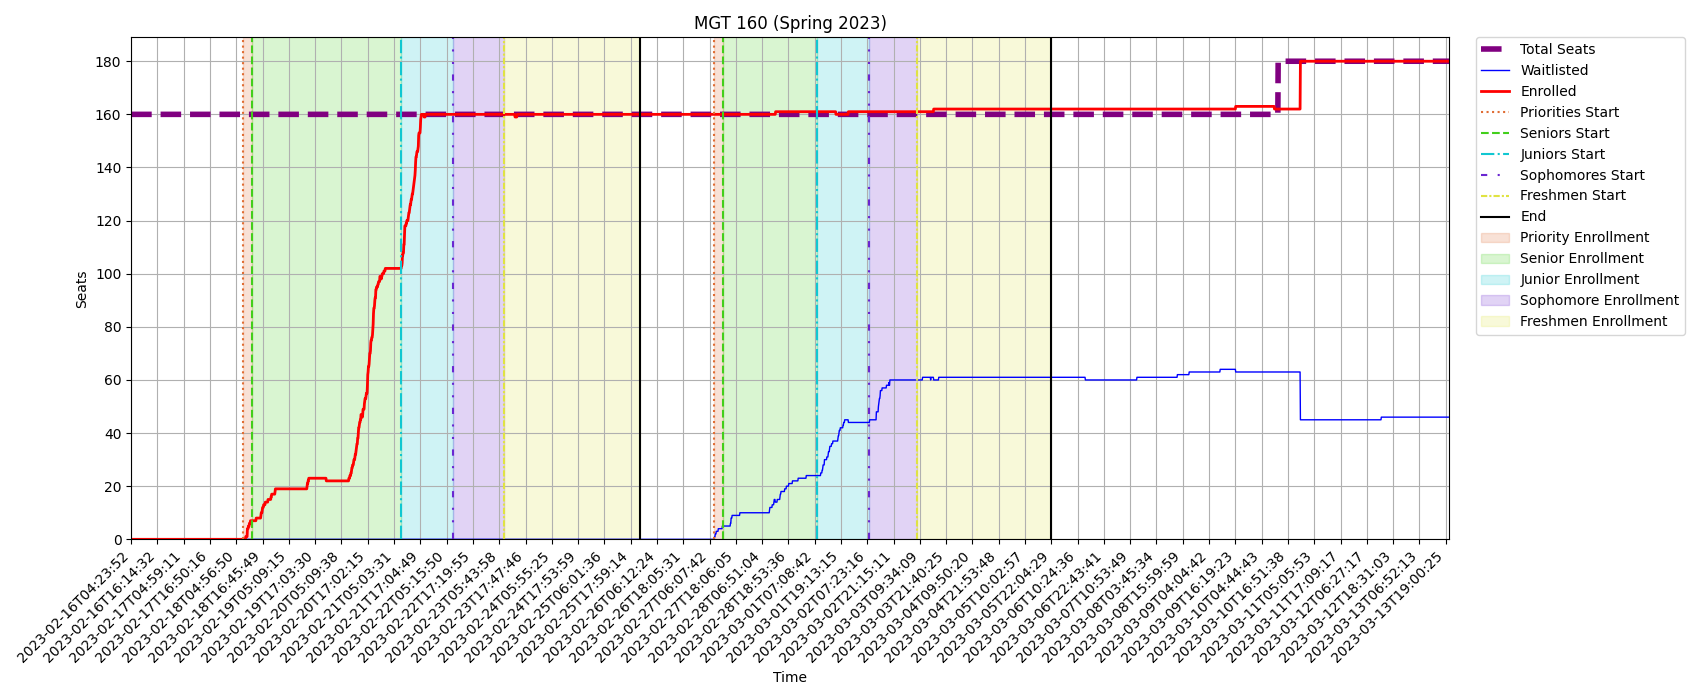 MGT 160 (Spring 2023)
180
160
140
120
100
80
60
40
20
0
Seats
2023-02-16T04:23:52
2023-02-16T16:14:32
2023-02-17T04:59:11
2023-02-17T16:50:16
2023-02-18T04:56:50
2023-02-18T16:45:49
2023-02-19T05:09:15
2023-02-19T17:03:30
2023-02-20T05:09:38
2023-02-20T17:02:15
2023-02-21T05:03:31
2023-02-21T17:04:49
2023-02-22T05:15:50
2023-02-22T17:19:55
2023-02-23T05:43:58
2023-02-23T17:47:46
2023-02-24T05:55:25
2023-02-24T17:53:59
2023-02-25T06:01:36
2023-02-25T17:59:14
2023-02-26T06:12:24
2023-02-26T18:05:31
2023-02-27T06:07:42
2023-02-27T18:06:05
2023-02-28T06:51:04
2023-02-28T18:53:36
2023-03-01T07:08:42
2023-03-01T19:13:15
2023-03-02T07:23:16
2023-03-02T21:15:11
2023-03-03T09:34:09
2023-03-03T21:40:25
2023-03-04T09:50:20
2023-03-04T21:53:48
2023-03-05T10:02:57
2023-03-05T22:04:29
2023-03-06T10:24:36
2023-03-06T22:43:41
2023-03-07T10:53:49
2023-03-08T03:45:34
2023-03-08T15:59:59
2023-03-09T04:04:42
2023-03-09T16:19:23
2023-03-10T04:44:43
2023-03-10T16:51:38
2023-03-11T05:05:53
2023-03-11T17:09:17
2023-03-12T06:27:17
2023-03-12T18:31:03
2023-03-13T06:52:13
2023-03-13T19:00:25
Time
Total Seats
Waitlisted
Enrolled
Priorities Start
Seniors Start
Juniors Start
Sophomores Start
Freshmen Start
End
Priority Enrollment
Senior Enrollment
Junior Enrollment
Sophomore Enrollment
Freshmen Enrollment